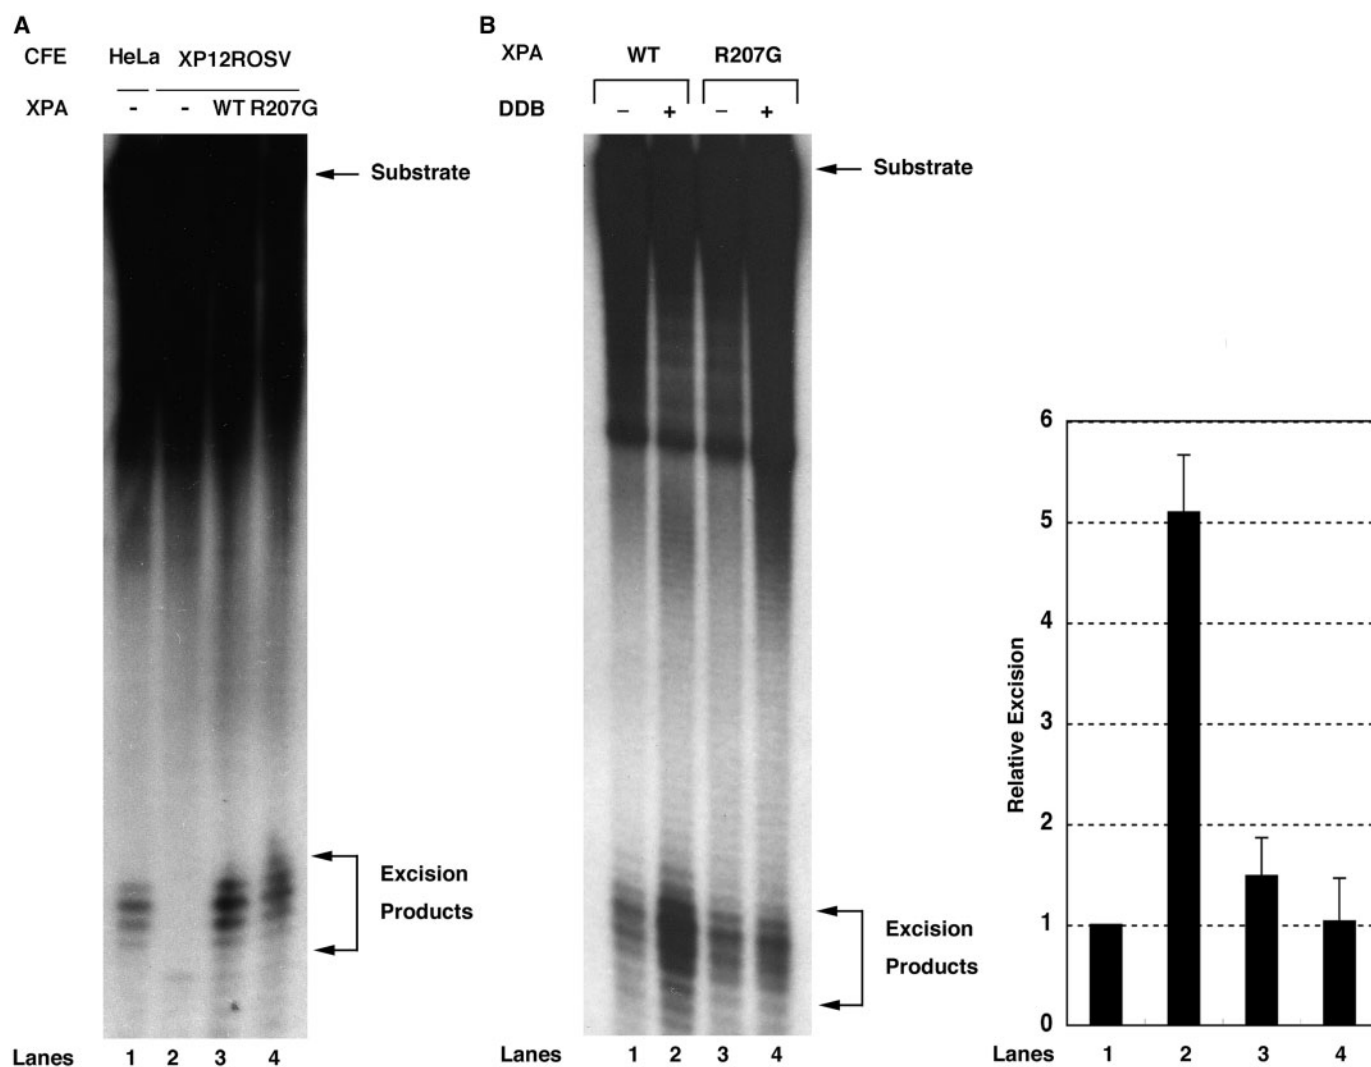 A
CFE HeLa XP12ROSV
XPA - - WT R207G
Substrate
Excision
Products
Lanes 1 2 3 4
B
XPA WT R207G
DDB – + – +
Substrate
Excision
Products
Lanes 1 2 3 4
Relative Excision
6
5
4
3
2
1
0
Lanes 1 2 3 4